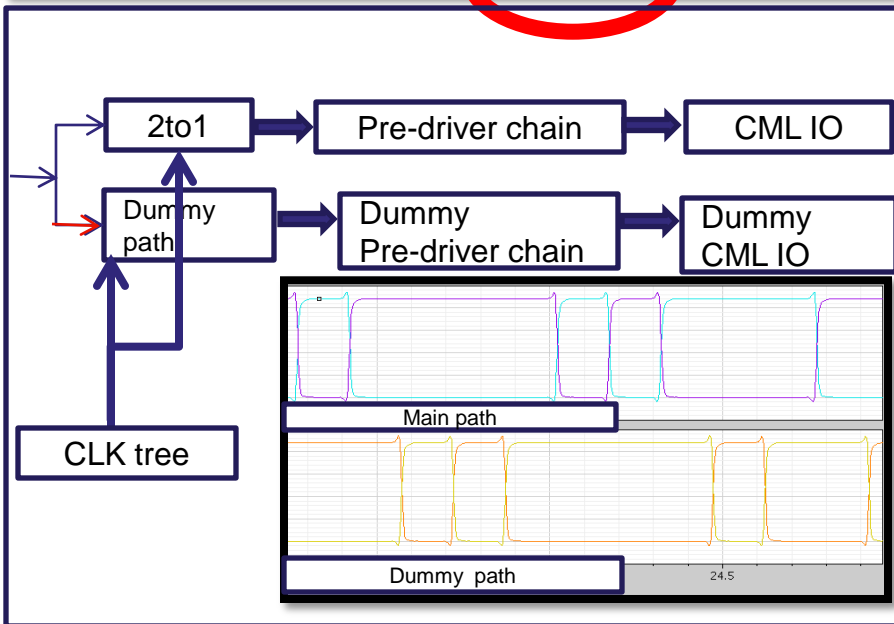 2to1
Pre-driver chain
CML IO
Dummy
path
Dummy
Pre-driver chain
Dummy
CML IO
Main path
CLK tree
Dummy path
24.5